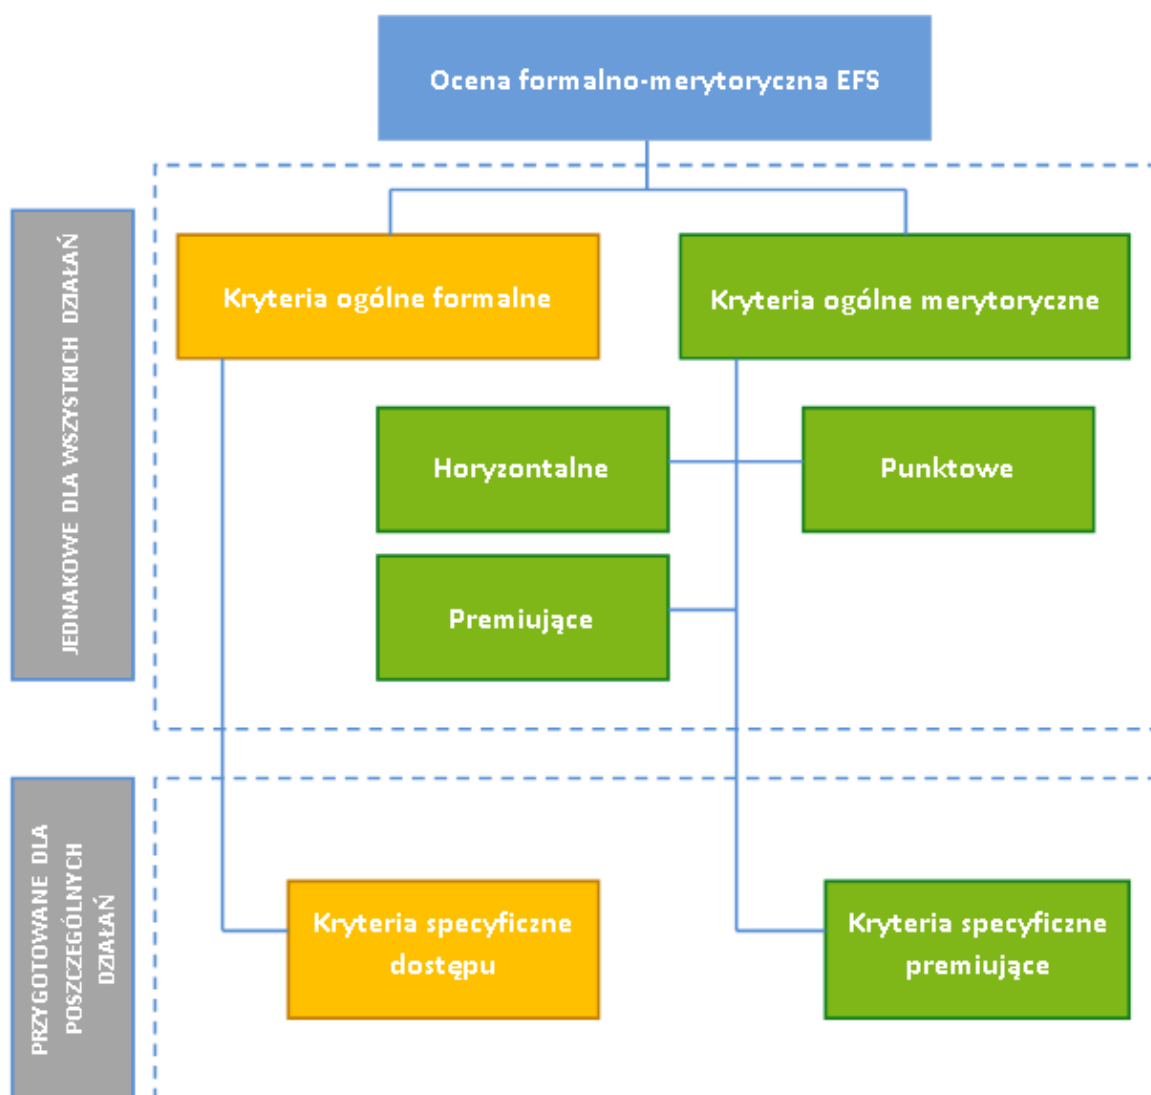 Ocena formalno-merytoryczna EFS
JEDNAKOWE DLA WSZYSTKICH DZIAŁAŃ
Kryteria ogólne formalne
Kryteria ogólne merytoryczne
Horyzontalne
Punktowe
Premiujące
PRZYGOTOWANE DLA
POSZCZEGÓLNYCH
DZIAŁAŃ
Kryteria specyficzne
dostępu
Kryteria specyficzne
premiujące